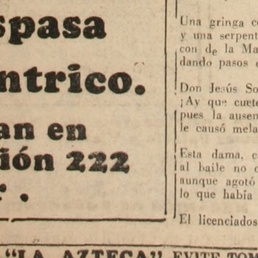 spasa
ntrico.
an en
ión 222
r .
Una gringa c
y una serpent
con de la Ma
dando pasos d
Don Jesús So
¡Ay que cuete
pues la ausen
le causó mela
Esta dama, c
al baile no c
aunque agotó
lo que había
El licenciados
"LA AZTECA" EVITE TOM